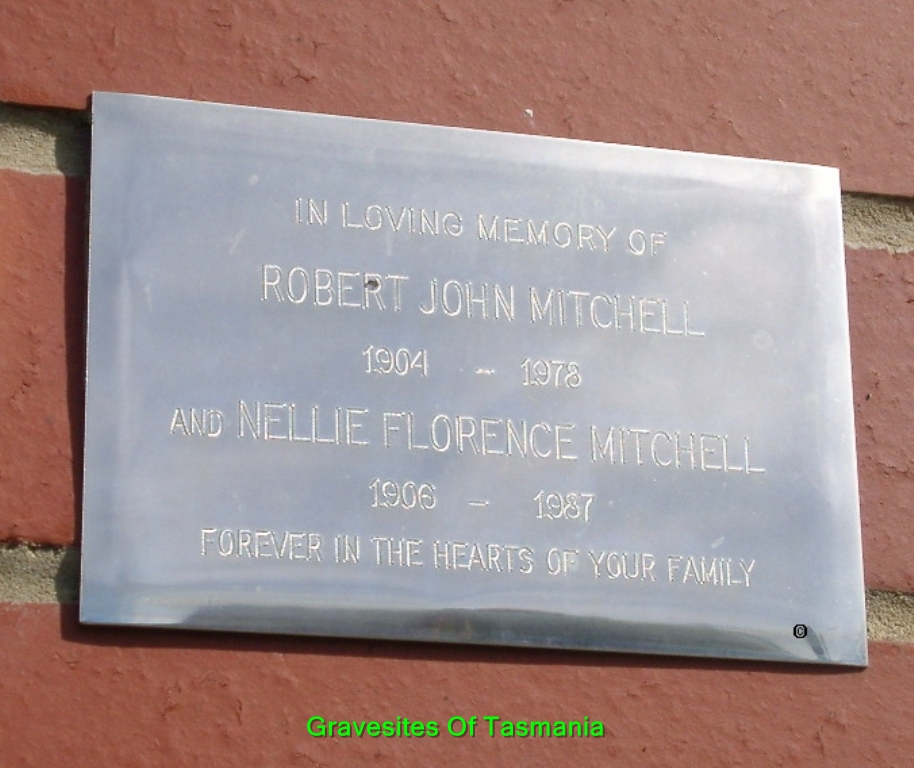 IN LOVING MEMORY OF
ROBERT JOHN MITCHELL
1904 - 1978
AND NELLIE FLORENCE MITCHELL
1906 - 1987
FOREVER IN THE HEARTS OF YOUR FAMILY
©
Gravesites Of Tasmania